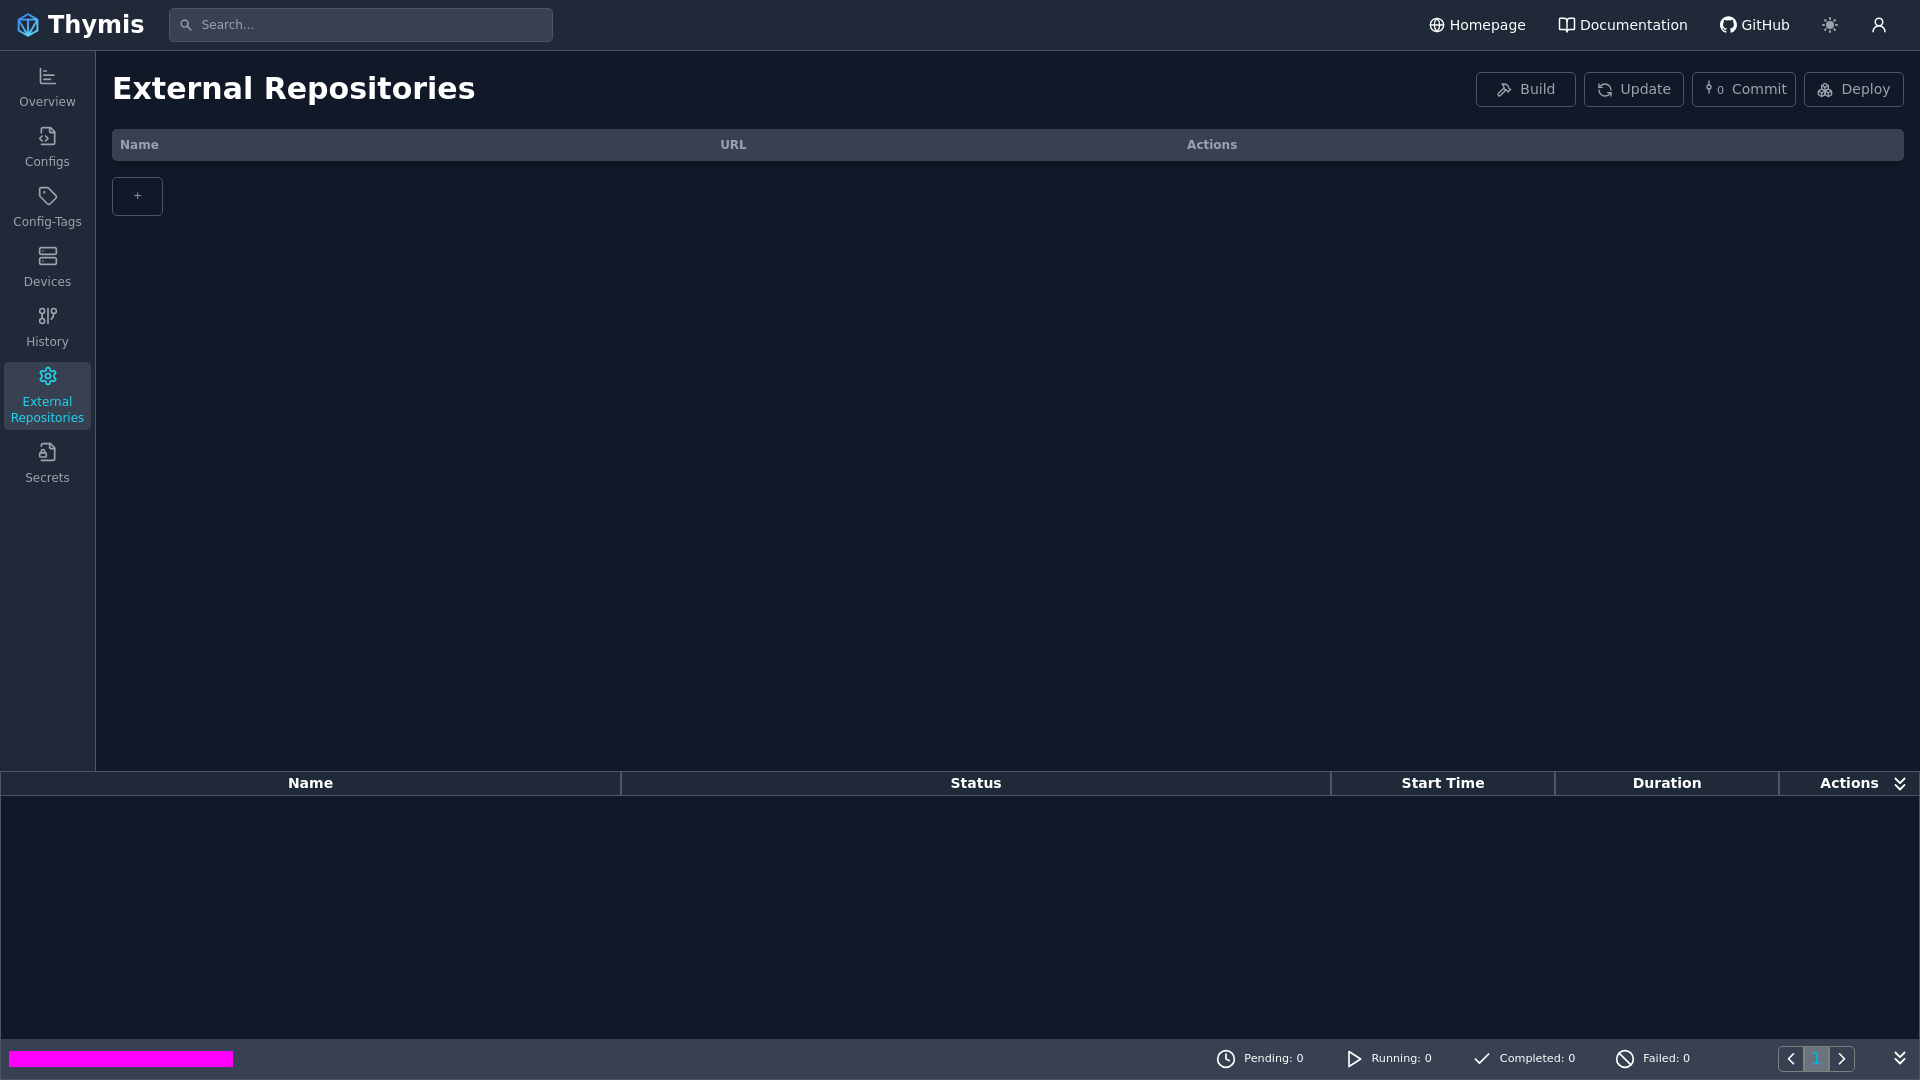 Thymis
Search...
Homepage
Documentation
GitHub
Overview
Configs
Config-Tags
Devices
History
External
Repositories
Secrets
External Repositories
Build
Update
0 Commit
Deploy
Name URL Actions
+
Name Status Start Time Duration Actions
Pending: 0
Running: 0
Completed: 0
Failed: 0
1